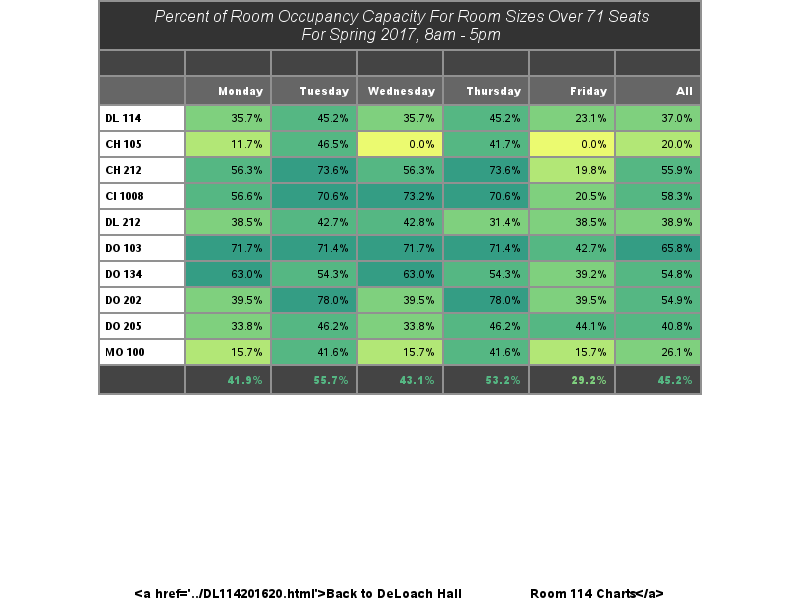 Percent of Room Occupancy Capacity For Room Sizes Over 71 Seats
For Spring 2017, 8am - 5pm
Monday Tuesday Wednesday Thursday Friday All
DL 114 35.7% 45.2% 35.7% 45.2% 23.1% 37.0%
CH 105 11.7% 46.5% 0.0% 41.7% 0.0% 20.0%
CH 212 56.3% 73.6% 56.3% 73.6% 19.8% 55.9%
CI 1008 56.6% 70.6% 73.2% 70.6% 20.5% 58.3%
DL 212 38.5% 42.7% 42.8% 31.4% 38.5% 38.9%
DO 103 71.7% 71.4% 71.7% 71.4% 42.7% 65.8%
DO 134 63.0% 54.3% 63.0% 54.3% 39.2% 54.8%
DO 202 39.5% 78.0% 39.5% 78.0% 39.5% 54.9%
DO 205 33.8% 46.2% 33.8% 46.2% 44.1% 40.8%
MO 100 15.7% 41.6% 15.7% 41.6% 15.7% 26.1%
41.9% 55.7% 43.1% 53.2% 29.2% 45.2%
<a href='../DL114201620.html'>Back to DeLoach Hall Room 114 Charts</a>